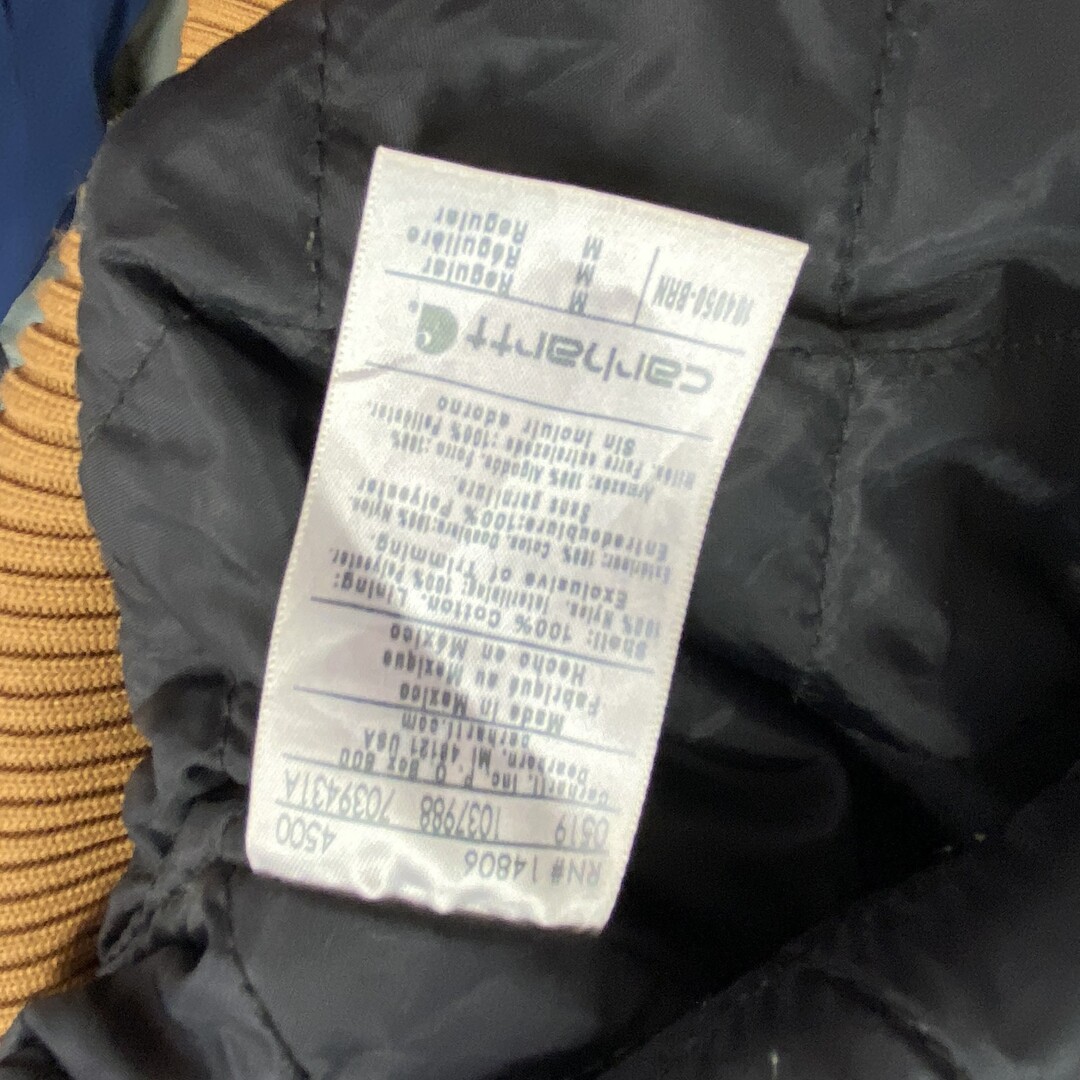 104050-BRN M Regular
M Régulière
M Regular
carhartt
Shell: 100% Cotton, Lining:
100% Nylon, Interlining: 100% Polyester.
Exclusive of Trimming
Extérieur: 100% Coton, Doublure:100% Nylon,
Entredoublure:100% Polyester
Sans garniture.
Armazón: 100% Algodón, Forro :100%
Nilón, Forro entrelazado :100% Poliester.
Sin incluir adorno
Made in Mexico
Fabriqué au Mexique
Hecho en México
Carhartt, Inc P. O. Box 600
Dearborn, MI, 48121 USA
carhartt.com
0519 1037988 7039431A
RN# 14806 4500